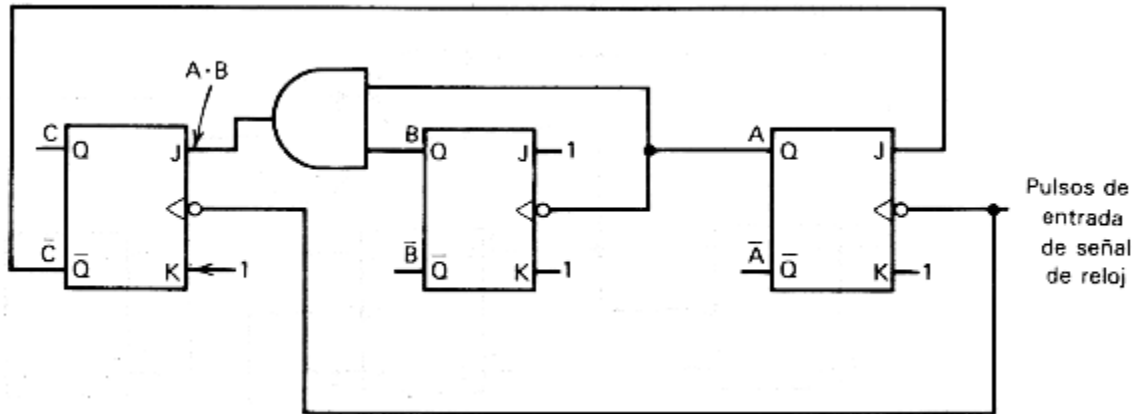 A·B
C
Q
J
C̄
Q̄
K
1
B
Q
J
1
B̄
Q̄
K
1
A
Q
J
Ā
Q̄
K
1
Pulsos de
entrada
de señal
de reloj